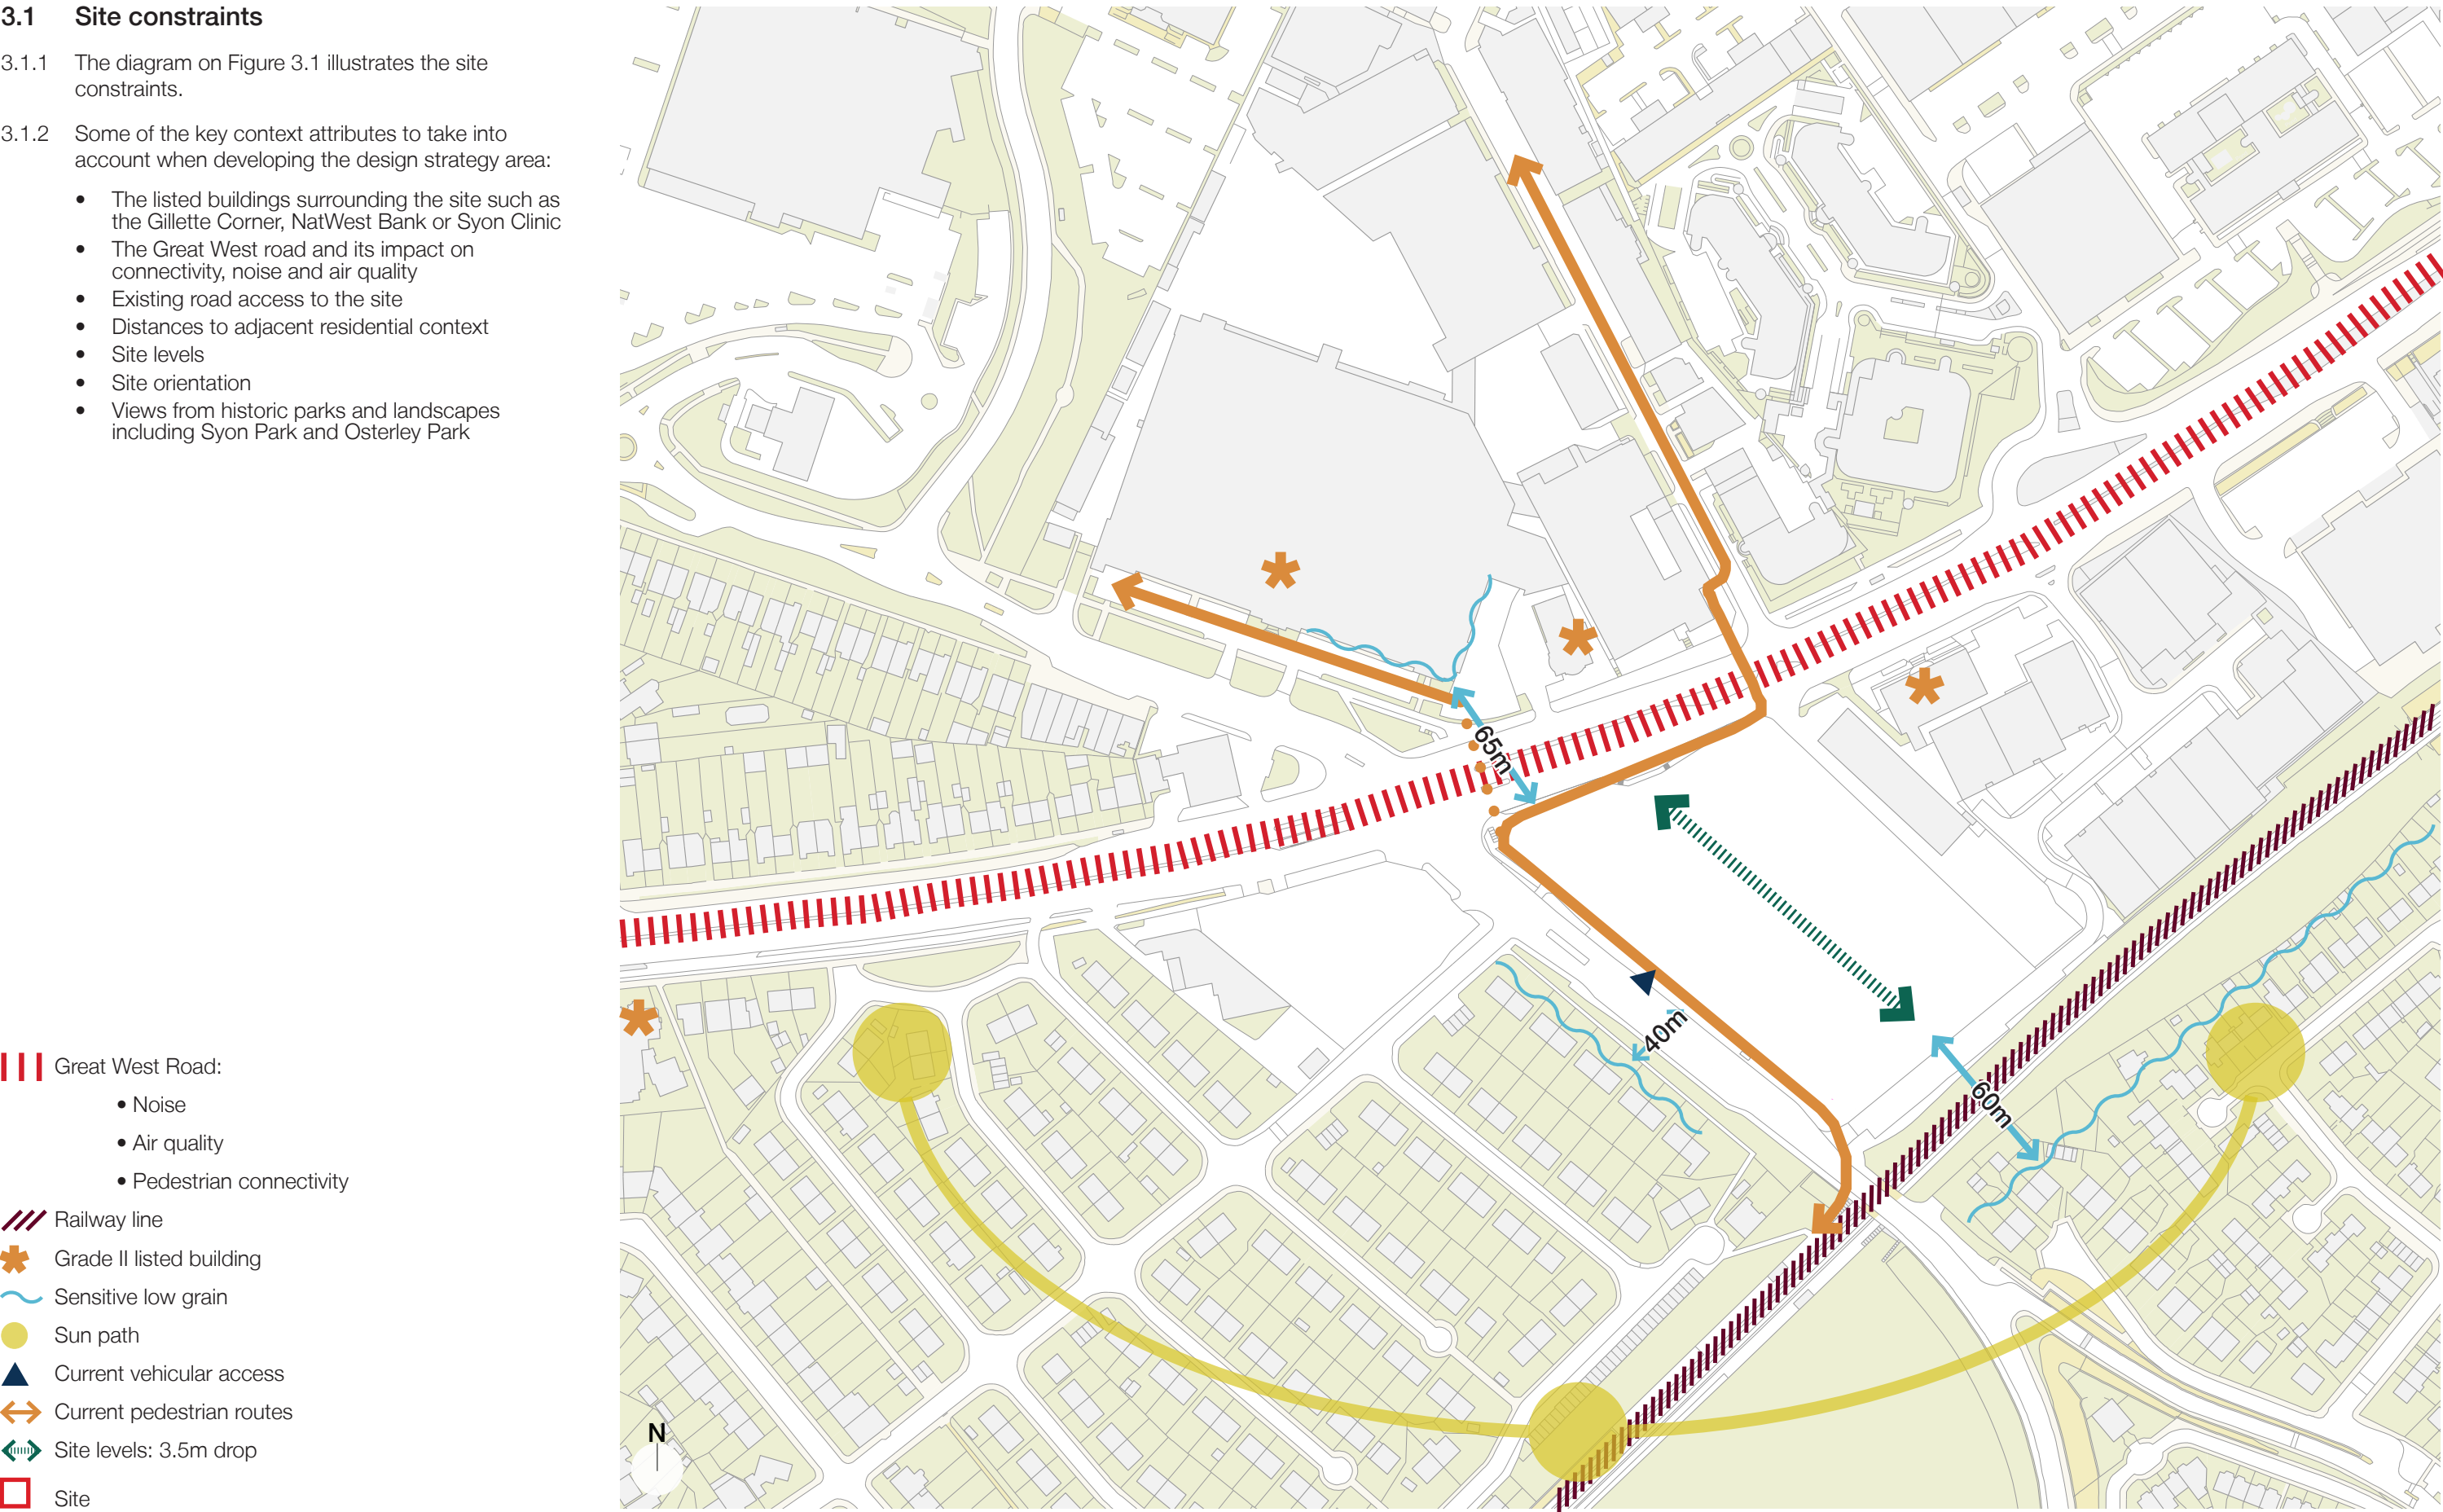 3.1 Site constraints
3.1.1 The diagram on Figure 3.1 illustrates the site
constraints.
3.1.2 Some of the key context attributes to take into
account when developing the design strategy area:
• The listed buildings surrounding the site such as
the Gillette Corner, NatWest Bank or Syon Clinic
• The Great West road and its impact on
connectivity, noise and air quality
• Existing road access to the site
• Distances to adjacent residential context
• Site levels
• Site orientation
• Views from historic parks and landscapes
including Syon Park and Osterley Park
65m
40m
60m
Great West Road:
• Noise
• Air quality
• Pedestrian connectivity
Railway line
Grade II listed building
Sensitive low grain
Sun path
Current vehicular access
Current pedestrian routes
Site levels: 3.5m drop
Site
N